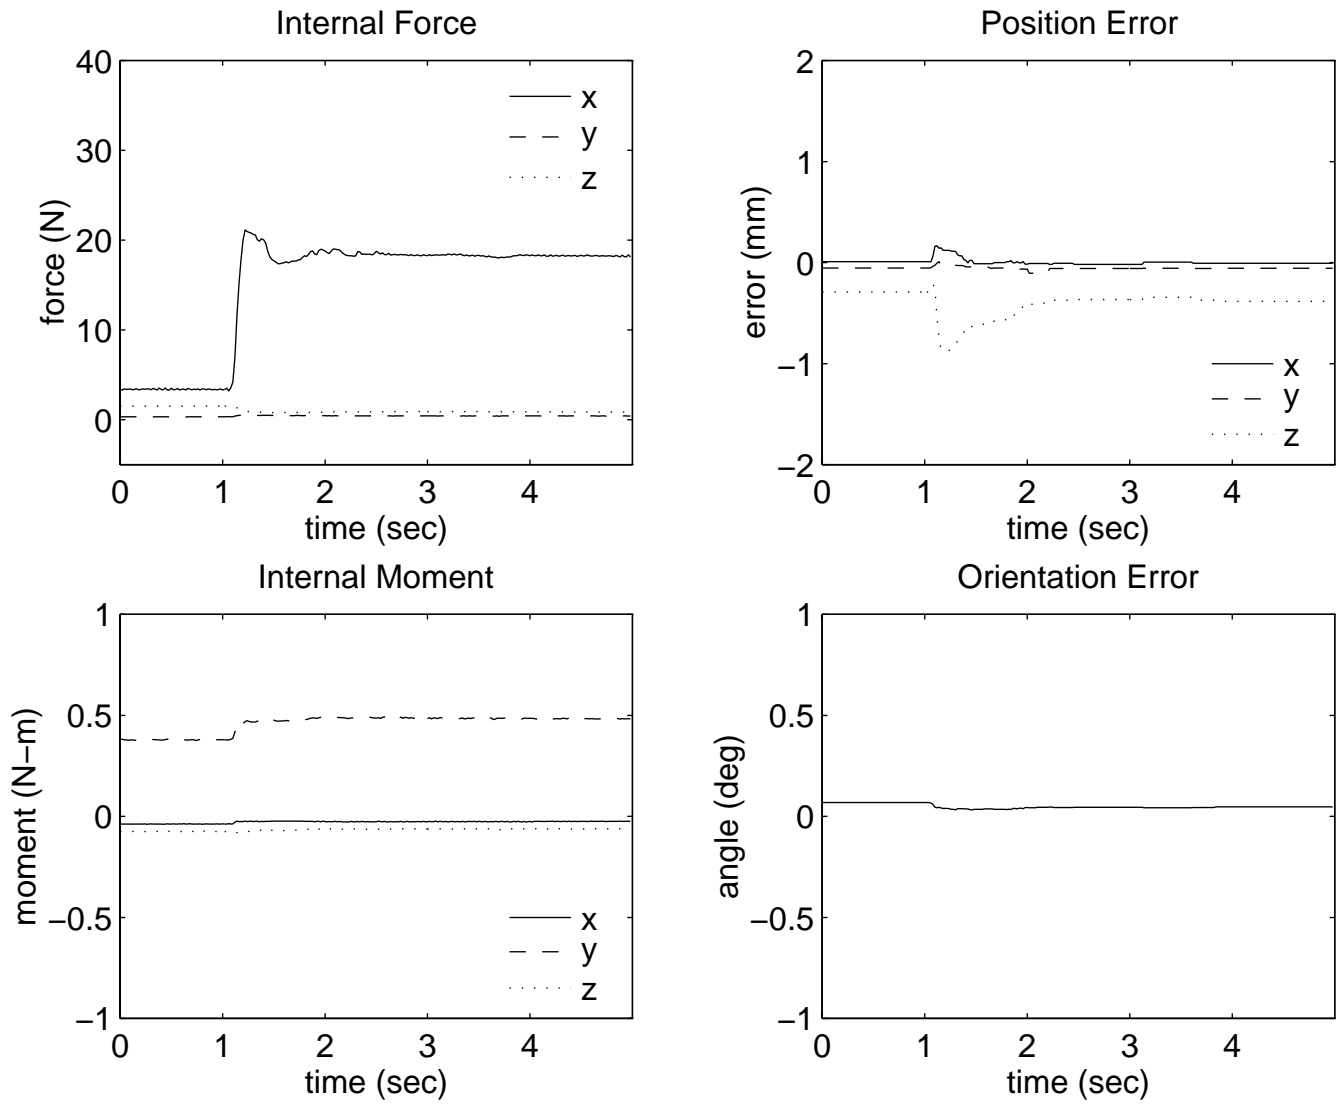 Internal Force
40
30
20
10
0
force (N)
x
y
z
0 1 2 3 4
time (sec)
Position Error
2
1
0
−1
−2
error (mm)
x
y
z
0 1 2 3 4
time (sec)
Internal Moment
1
0.5
0
−0.5
−1
moment (N−m)
x
y
z
0 1 2 3 4
time (sec)
Orientation Error
1
0.5
0
−0.5
−1
angle (deg)
0 1 2 3 4
time (sec)